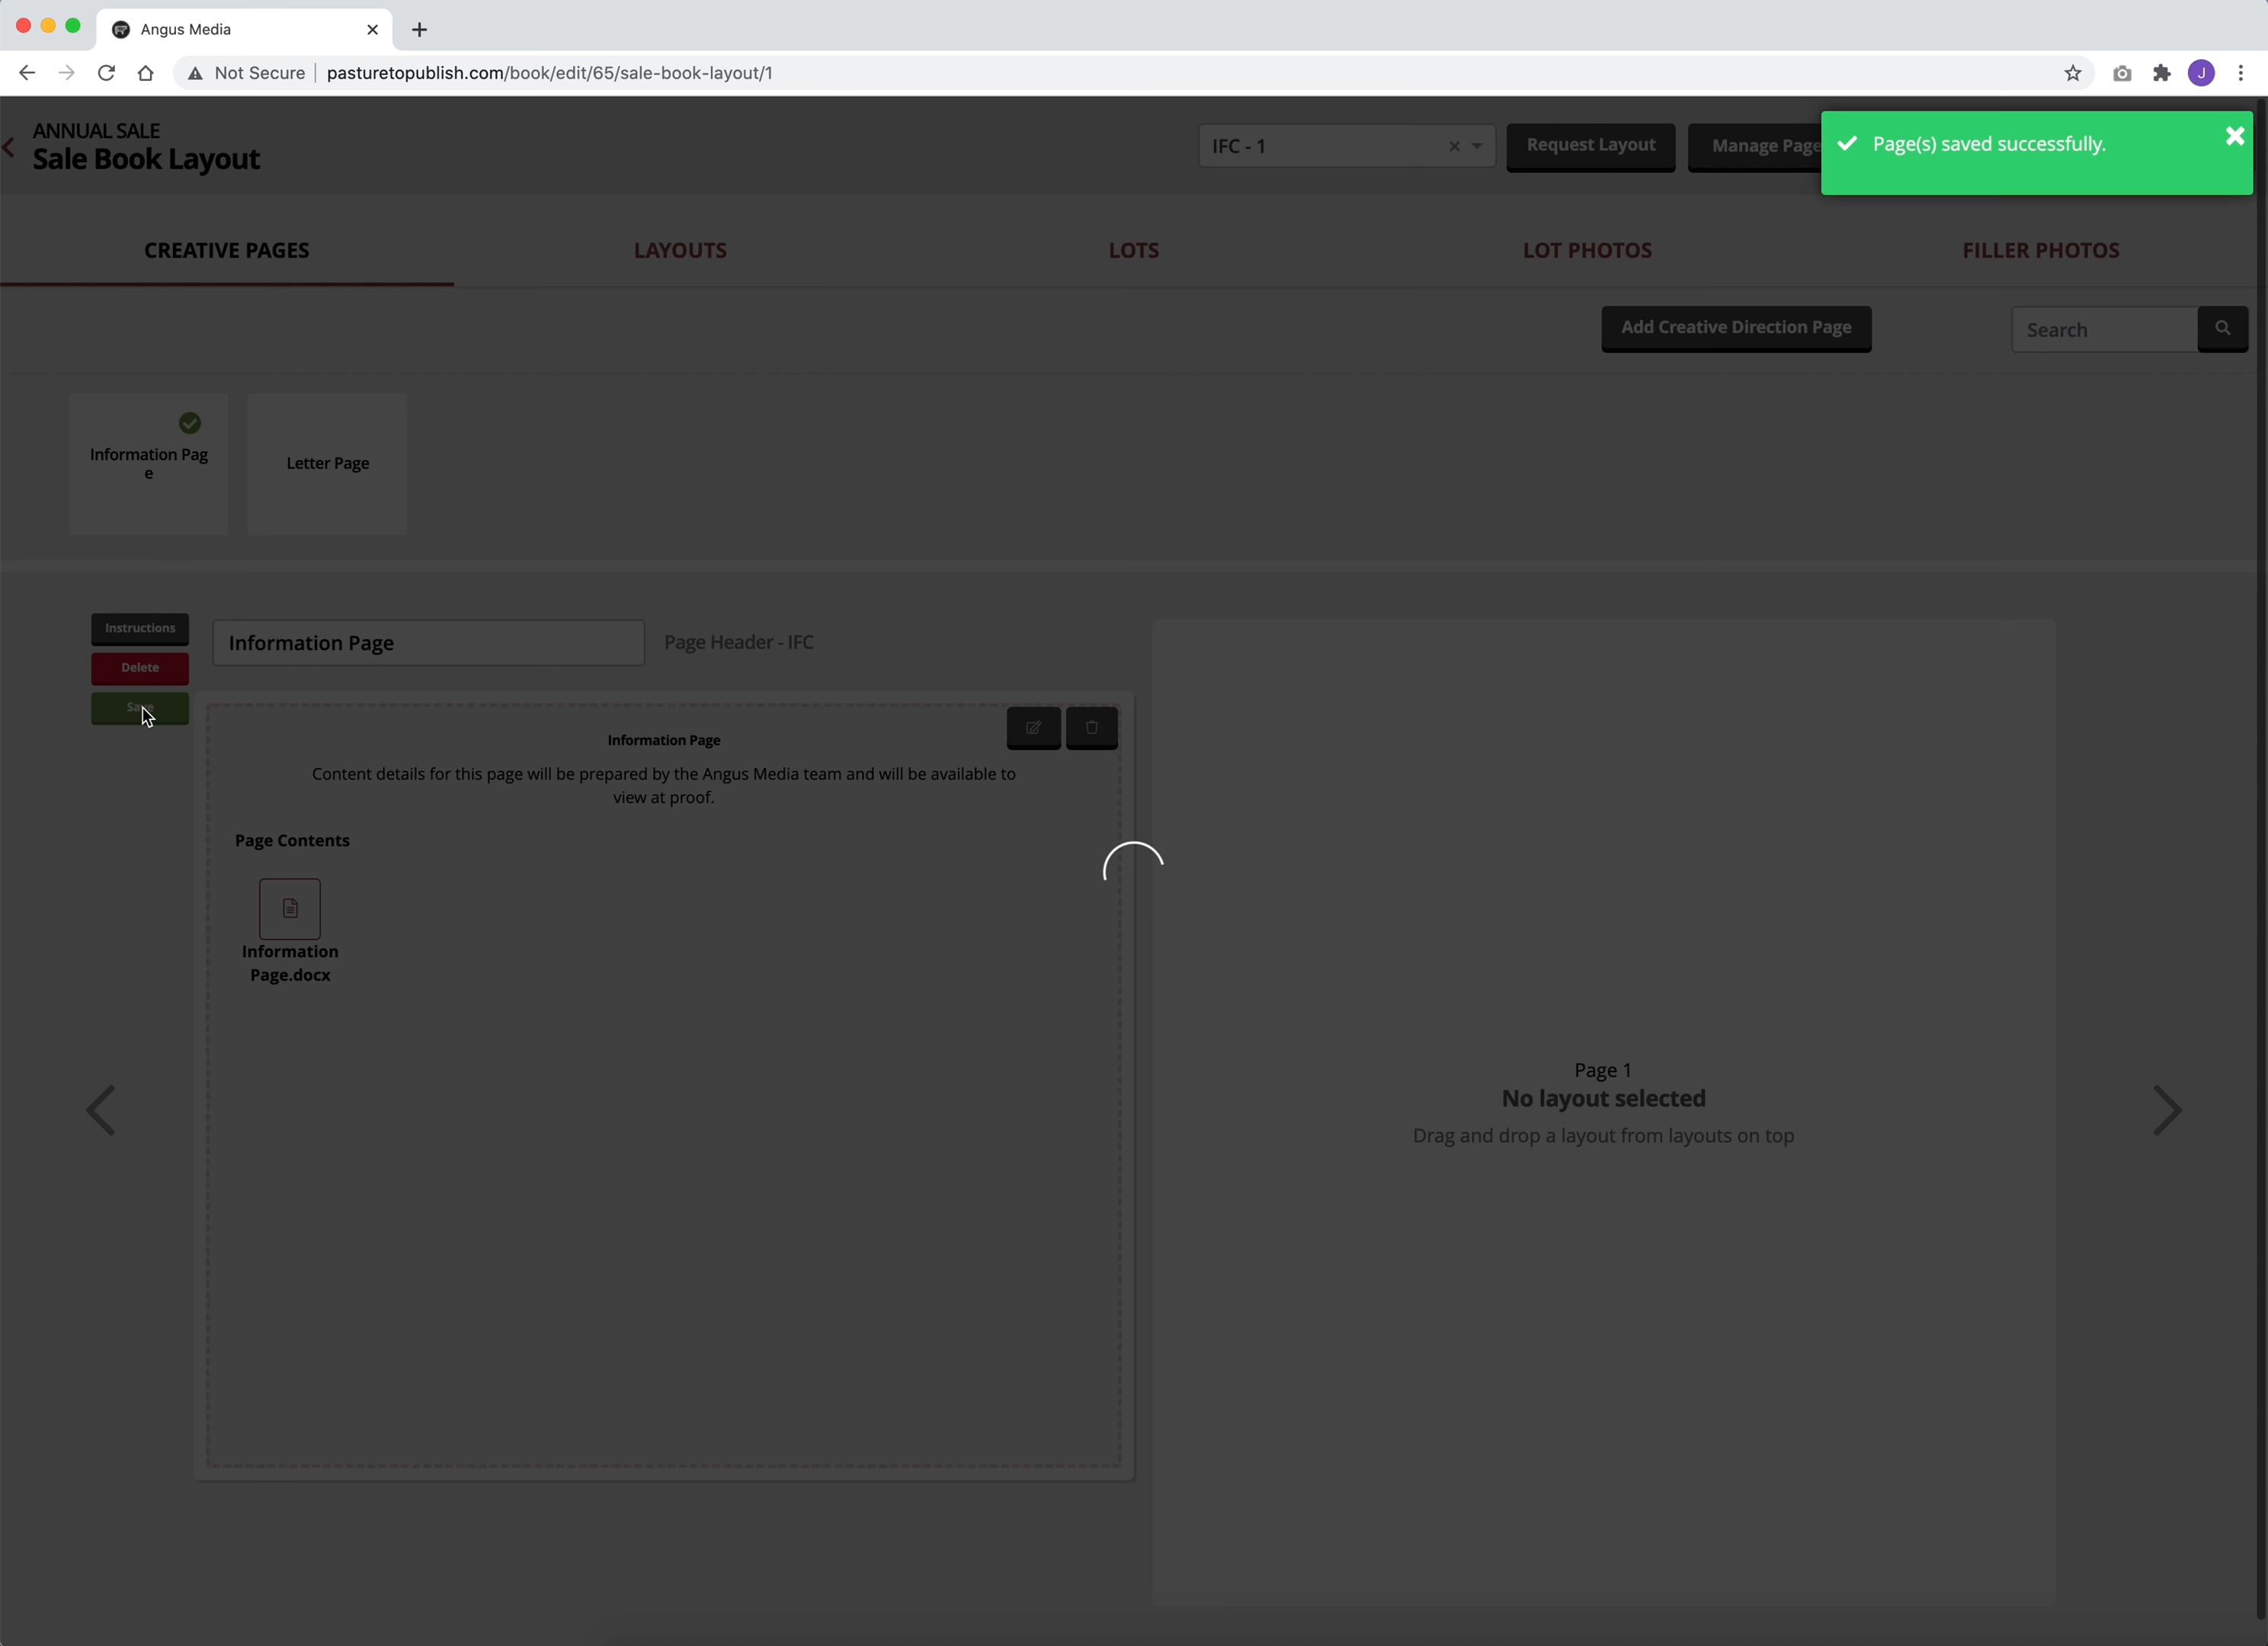 Angus Media
Not Secure
pasturetopublish.com/book/edit/65/sale-book-layout/1
J
ANNUAL SALE
Sale Book Layout
IFC - 1
Request Layout
Manage Page
Page(s) saved successfully.
CREATIVE PAGES
LAYOUTS
LOTS
LOT PHOTOS
FILLER PHOTOS
Add Creative Direction Page
Search
Information Pag
e
Letter Page
Instructions
Delete
Save
Information Page
Page Header - IFC
Information Page
Content details for this page will be prepared by the Angus Media team and will be available to
view at proof.
Page Contents
Information
Page.docx
Page 1
No layout selected
Drag and drop a layout from layouts on top